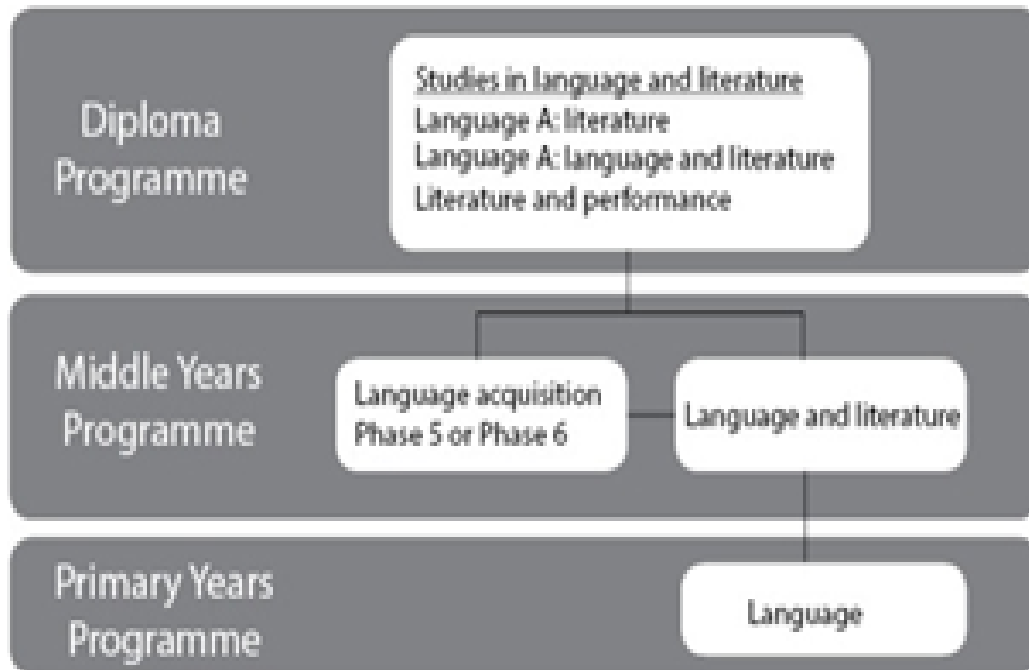 Diploma
Programme
Studies in language and literature
Language A: literature
Language A: language and literature
Literature and performance
Middle Years
Programme
Language acquisition
Phase 5 or Phase 6
Language and literature
Primary Years
Programme
Language